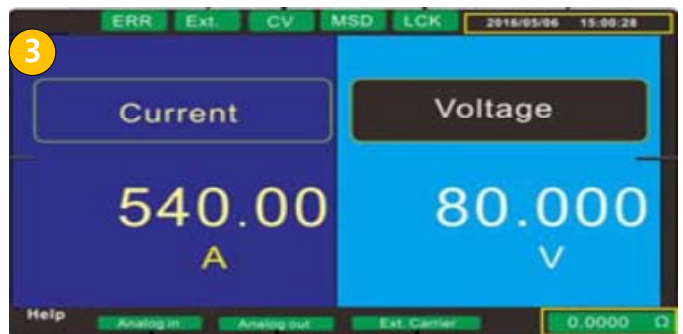 ERR Ext. CV MSD LCK 2016/05/06 15:00:28
3
Current Voltage
540.00 80.000
A V
Help Analog in Analog out Ext. Carrier 0.0000 Ω